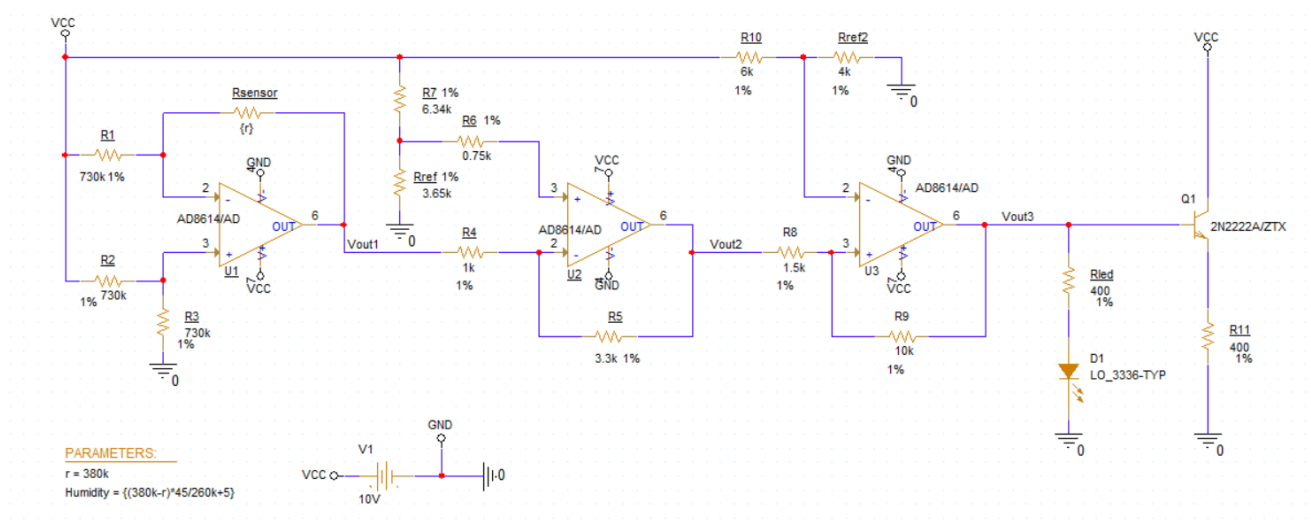 VCC
R10
6k
1%
Rref2
4k
1%
0
VCC
Rsensor
{r}
R7 1%
6.34k
R6 1%
0.75k
Rref 1%
3.65k
0
R1
730k 1%
GND
4
V-
2
-
AD8614/AD
OUT
6
3
+
V+
U1
7
VCC
R2
1% 730k
R3
730k
1%
0
Vout1
R4
1k
1%
VCC
7
V+
3
+
AD8614/AD
OUT
6
2
-
V-
U2
4
GND
R5
3.3k 1%
Vout2
R8
1.5k
1%
GND
4
V-
AD8614/AD
2
-
OUT
6
3
+
V+
U3
7
VCC
R9
10k
1%
Vout3
Q1
2N2222A/ZTX
Rled
400
1%
D1
LO_3336-TYP
0
R11
400
1%
0
PARAMETERS:
r = 380k
Humidity = {(380k-r)*45/260k+5}
V1
VCC
10V
GND
0